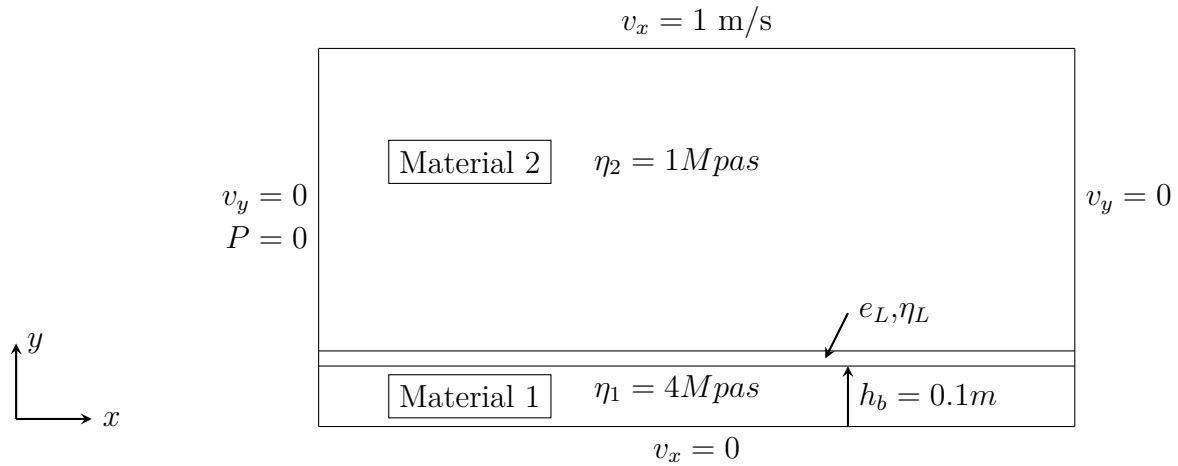 v_x = 1 m/s
Material 2
η_2 = 1Mpas
v_y = 0
P = 0
v_y = 0
e_L,η_L
y
x
Material 1
η_1 = 4Mpas
h_b = 0.1m
v_x = 0